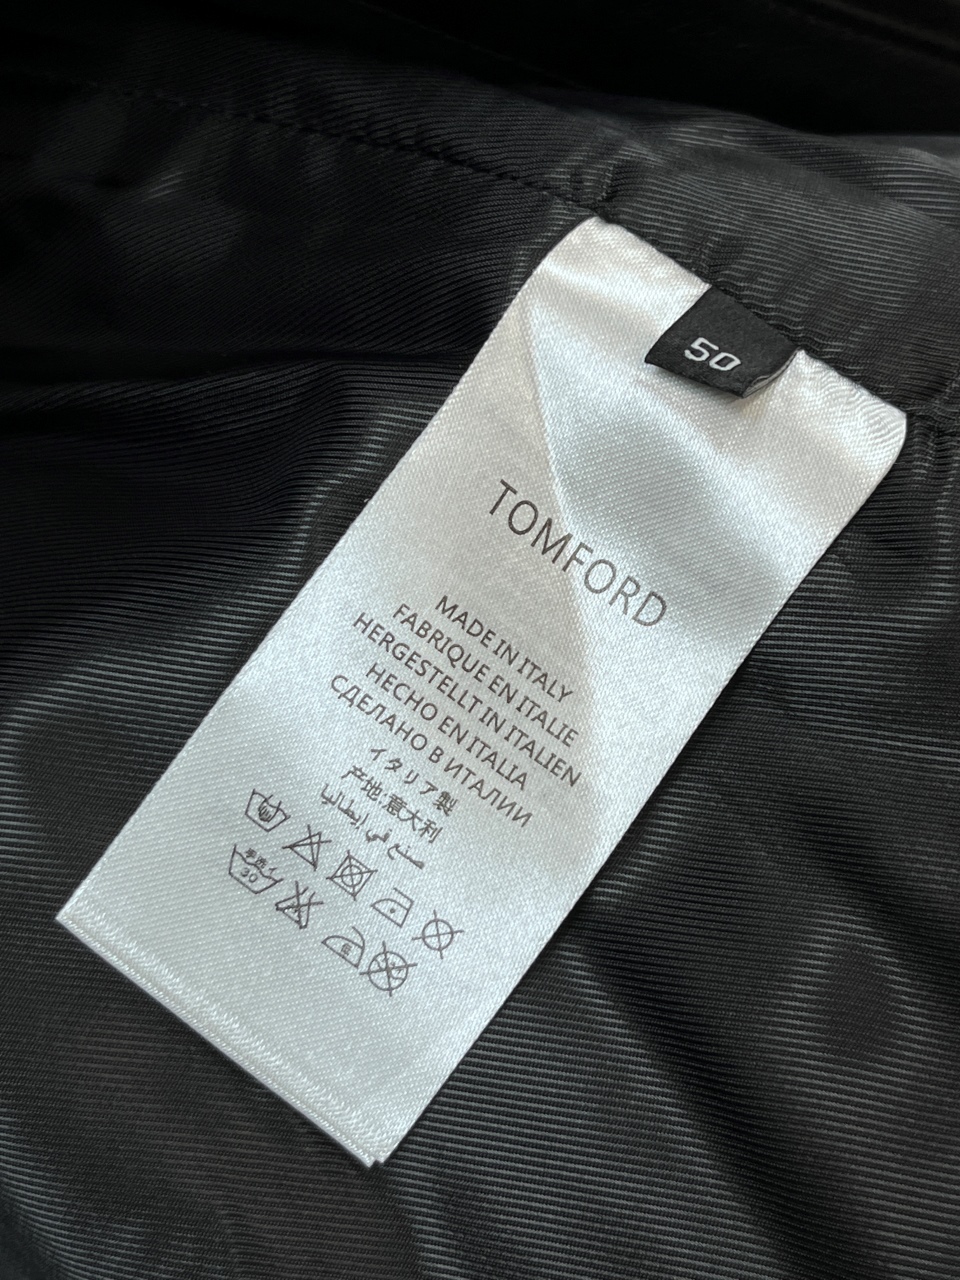 50
TOMFORD
MADE IN ITALY
FABRIQUE EN ITALIE
HERGESTELLT IN ITALIEN
HECHO EN ITALIA
СДЕЛАНО В ИТАЛИИ
イタリア製
产地:意大利
صنع في إيطاليا
30